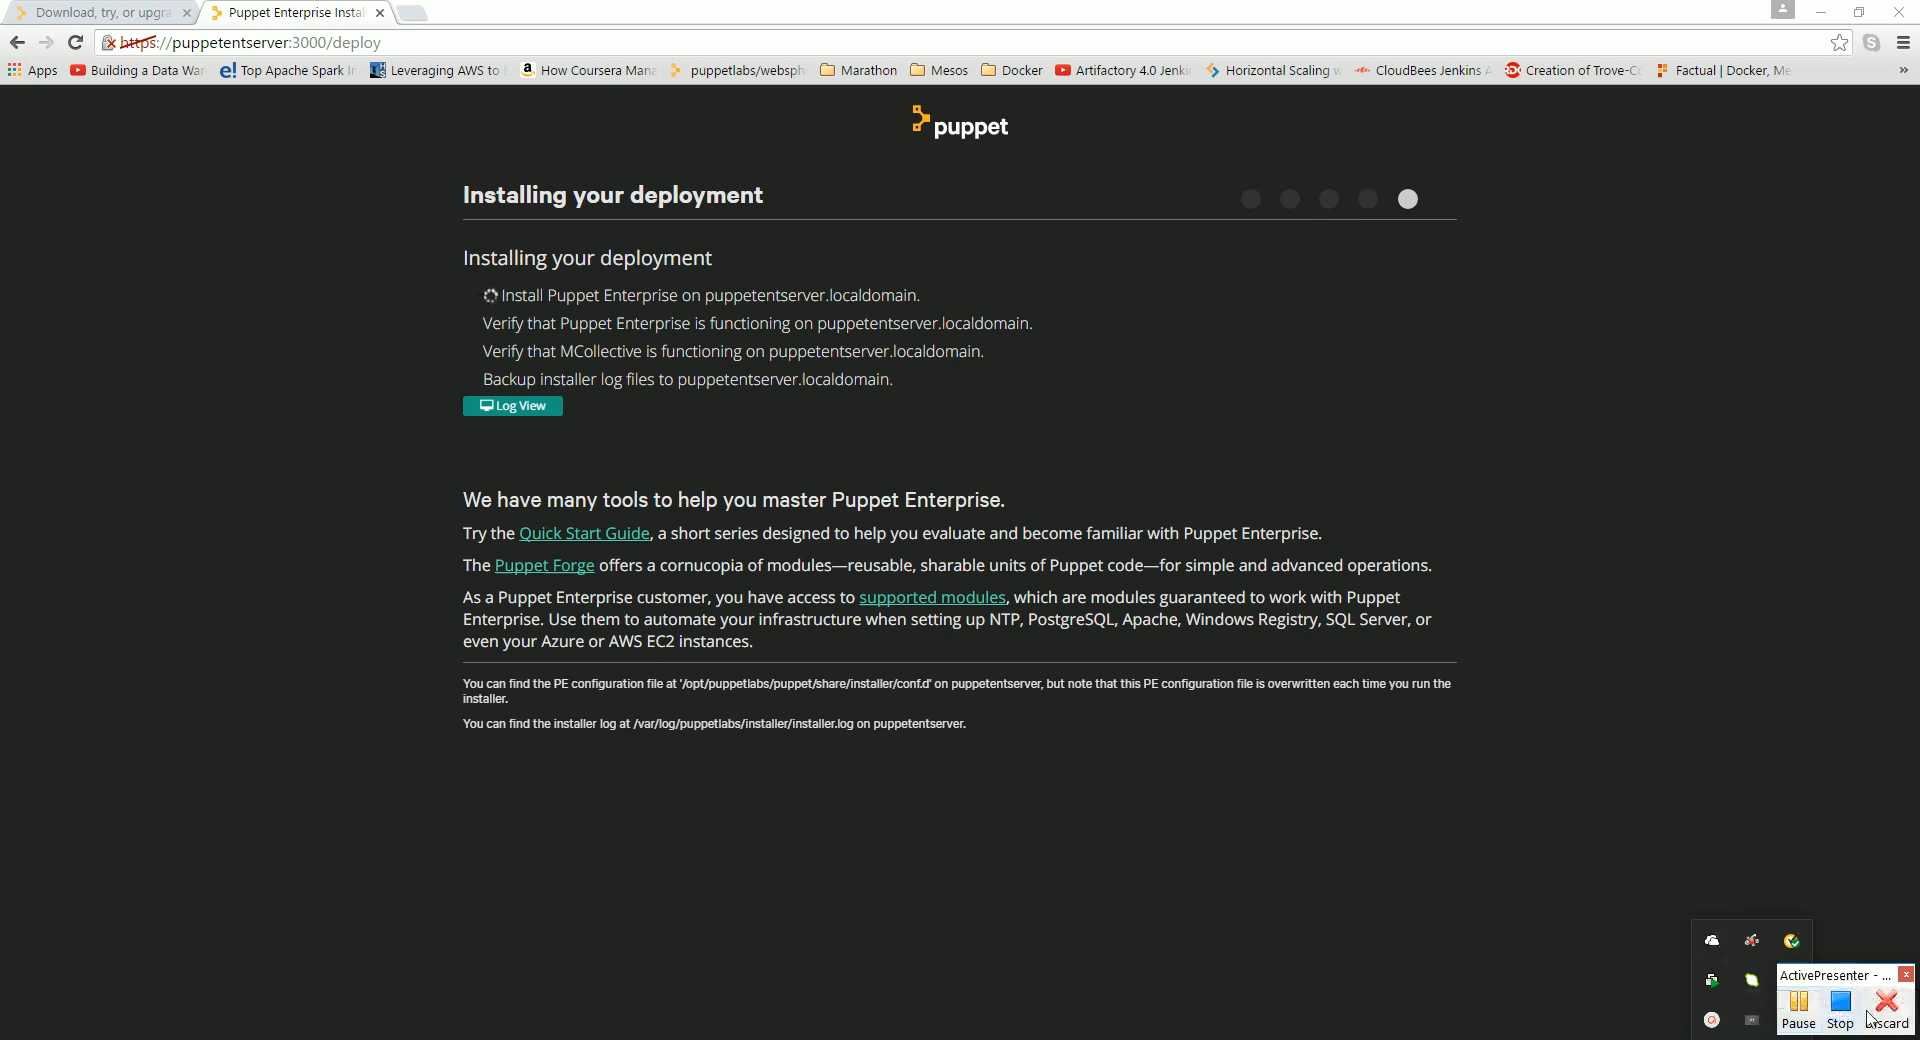 Download, try, or upgra
Puppet Enterprise Instal
https://puppetentserver:3000/deploy
Apps
Building a Data War
Top Apache Spark In
Leveraging AWS to
How Coursera Mana
puppetlabs/websph
Marathon
Mesos
Docker
Artifactory 4.0 Jenki
Horizontal Scaling w
CloudBees Jenkins
Creation of Trove-Co
Factual | Docker, Me
»
puppet
Installing your deployment
Installing your deployment
Install Puppet Enterprise on puppetentserver.localdomain.
Verify that Puppet Enterprise is functioning on puppetentserver.localdomain.
Verify that MCollective is functioning on puppetentserver.localdomain.
Backup installer log files to puppetentserver.localdomain.
Log View
We have many tools to help you master Puppet Enterprise.
Try the Quick Start Guide, a short series designed to help you evaluate and become familiar with Puppet Enterprise.
The Puppet Forge offers a cornucopia of modules—reusable, sharable units of Puppet code—for simple and advanced operations.
As a Puppet Enterprise customer, you have access to supported modules, which are modules guaranteed to work with Puppet
Enterprise. Use them to automate your infrastructure when setting up NTP, PostgreSQL, Apache, Windows Registry, SQL Server, or
even your Azure or AWS EC2 instances.
You can find the PE configuration file at '/opt/puppetlabs/puppet/share/installer/conf.d' on puppetentserver, but note that this PE configuration file is overwritten each time you run the
installer.
You can find the installer log at /var/log/puppetlabs/installer/installer.log on puppetentserver.
ActivePresenter - ...
Pause
Stop
iscard